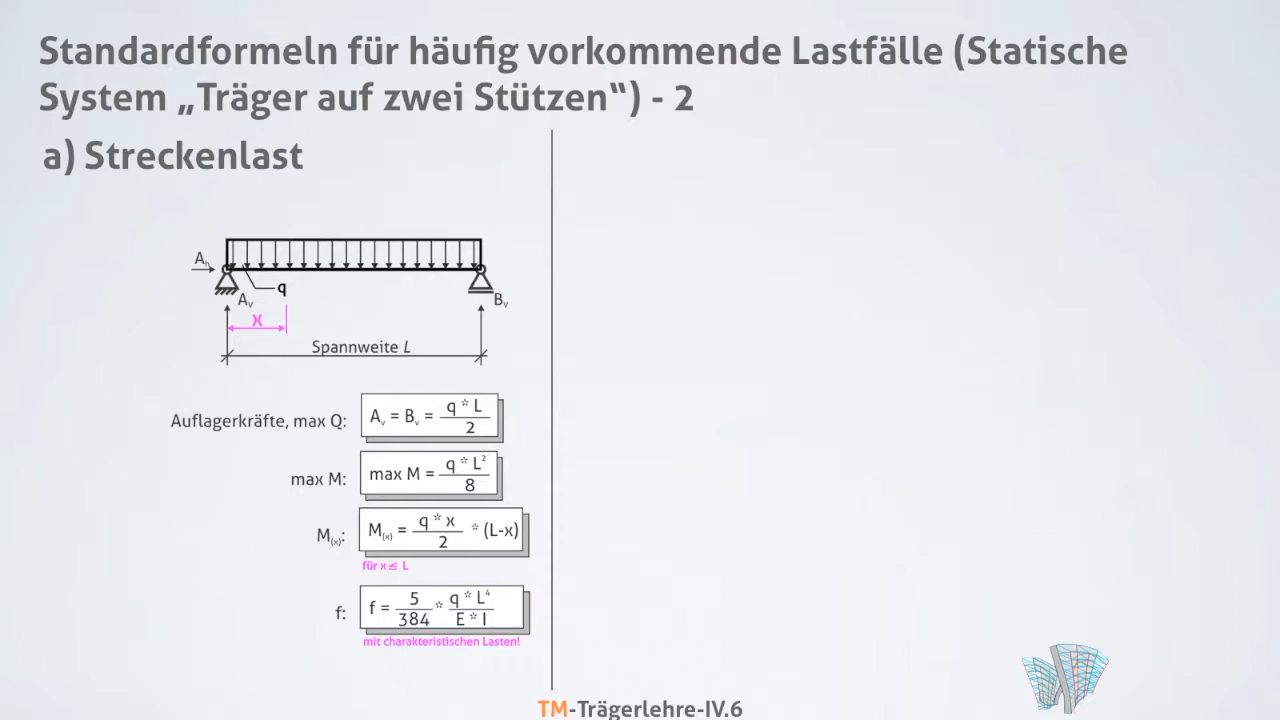 Standardformeln für häufig vorkommende Lastfälle (Statische
System „Träger auf zwei Stützen“) - 2
a) Streckenlast
Aₕ
q
Aᵥ
Bᵥ
X
Spannweite L
Auflagerkräfte, max Q: Aᵥ = Bᵥ = q * L / 2
max M: max M = q * L² / 8
M₍ₓ₎: M₍ₓ₎ = q * x / 2 * (L-x)
für x ≤ L
f: f = 5 / 384 * q * L⁴ / E * I
mit charakteristischen Lasten!
TM-Trägerlehre-IV.6